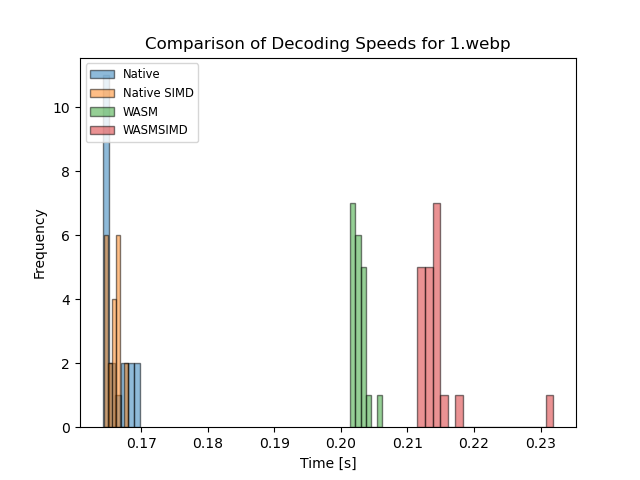 Comparison of Decoding Speeds for 1.webp
Native
Native SIMD
WASM
WASMSIMD
10
8
6
4
2
0
Frequency
0.17 0.18 0.19 0.20 0.21 0.22 0.23
Time [s]